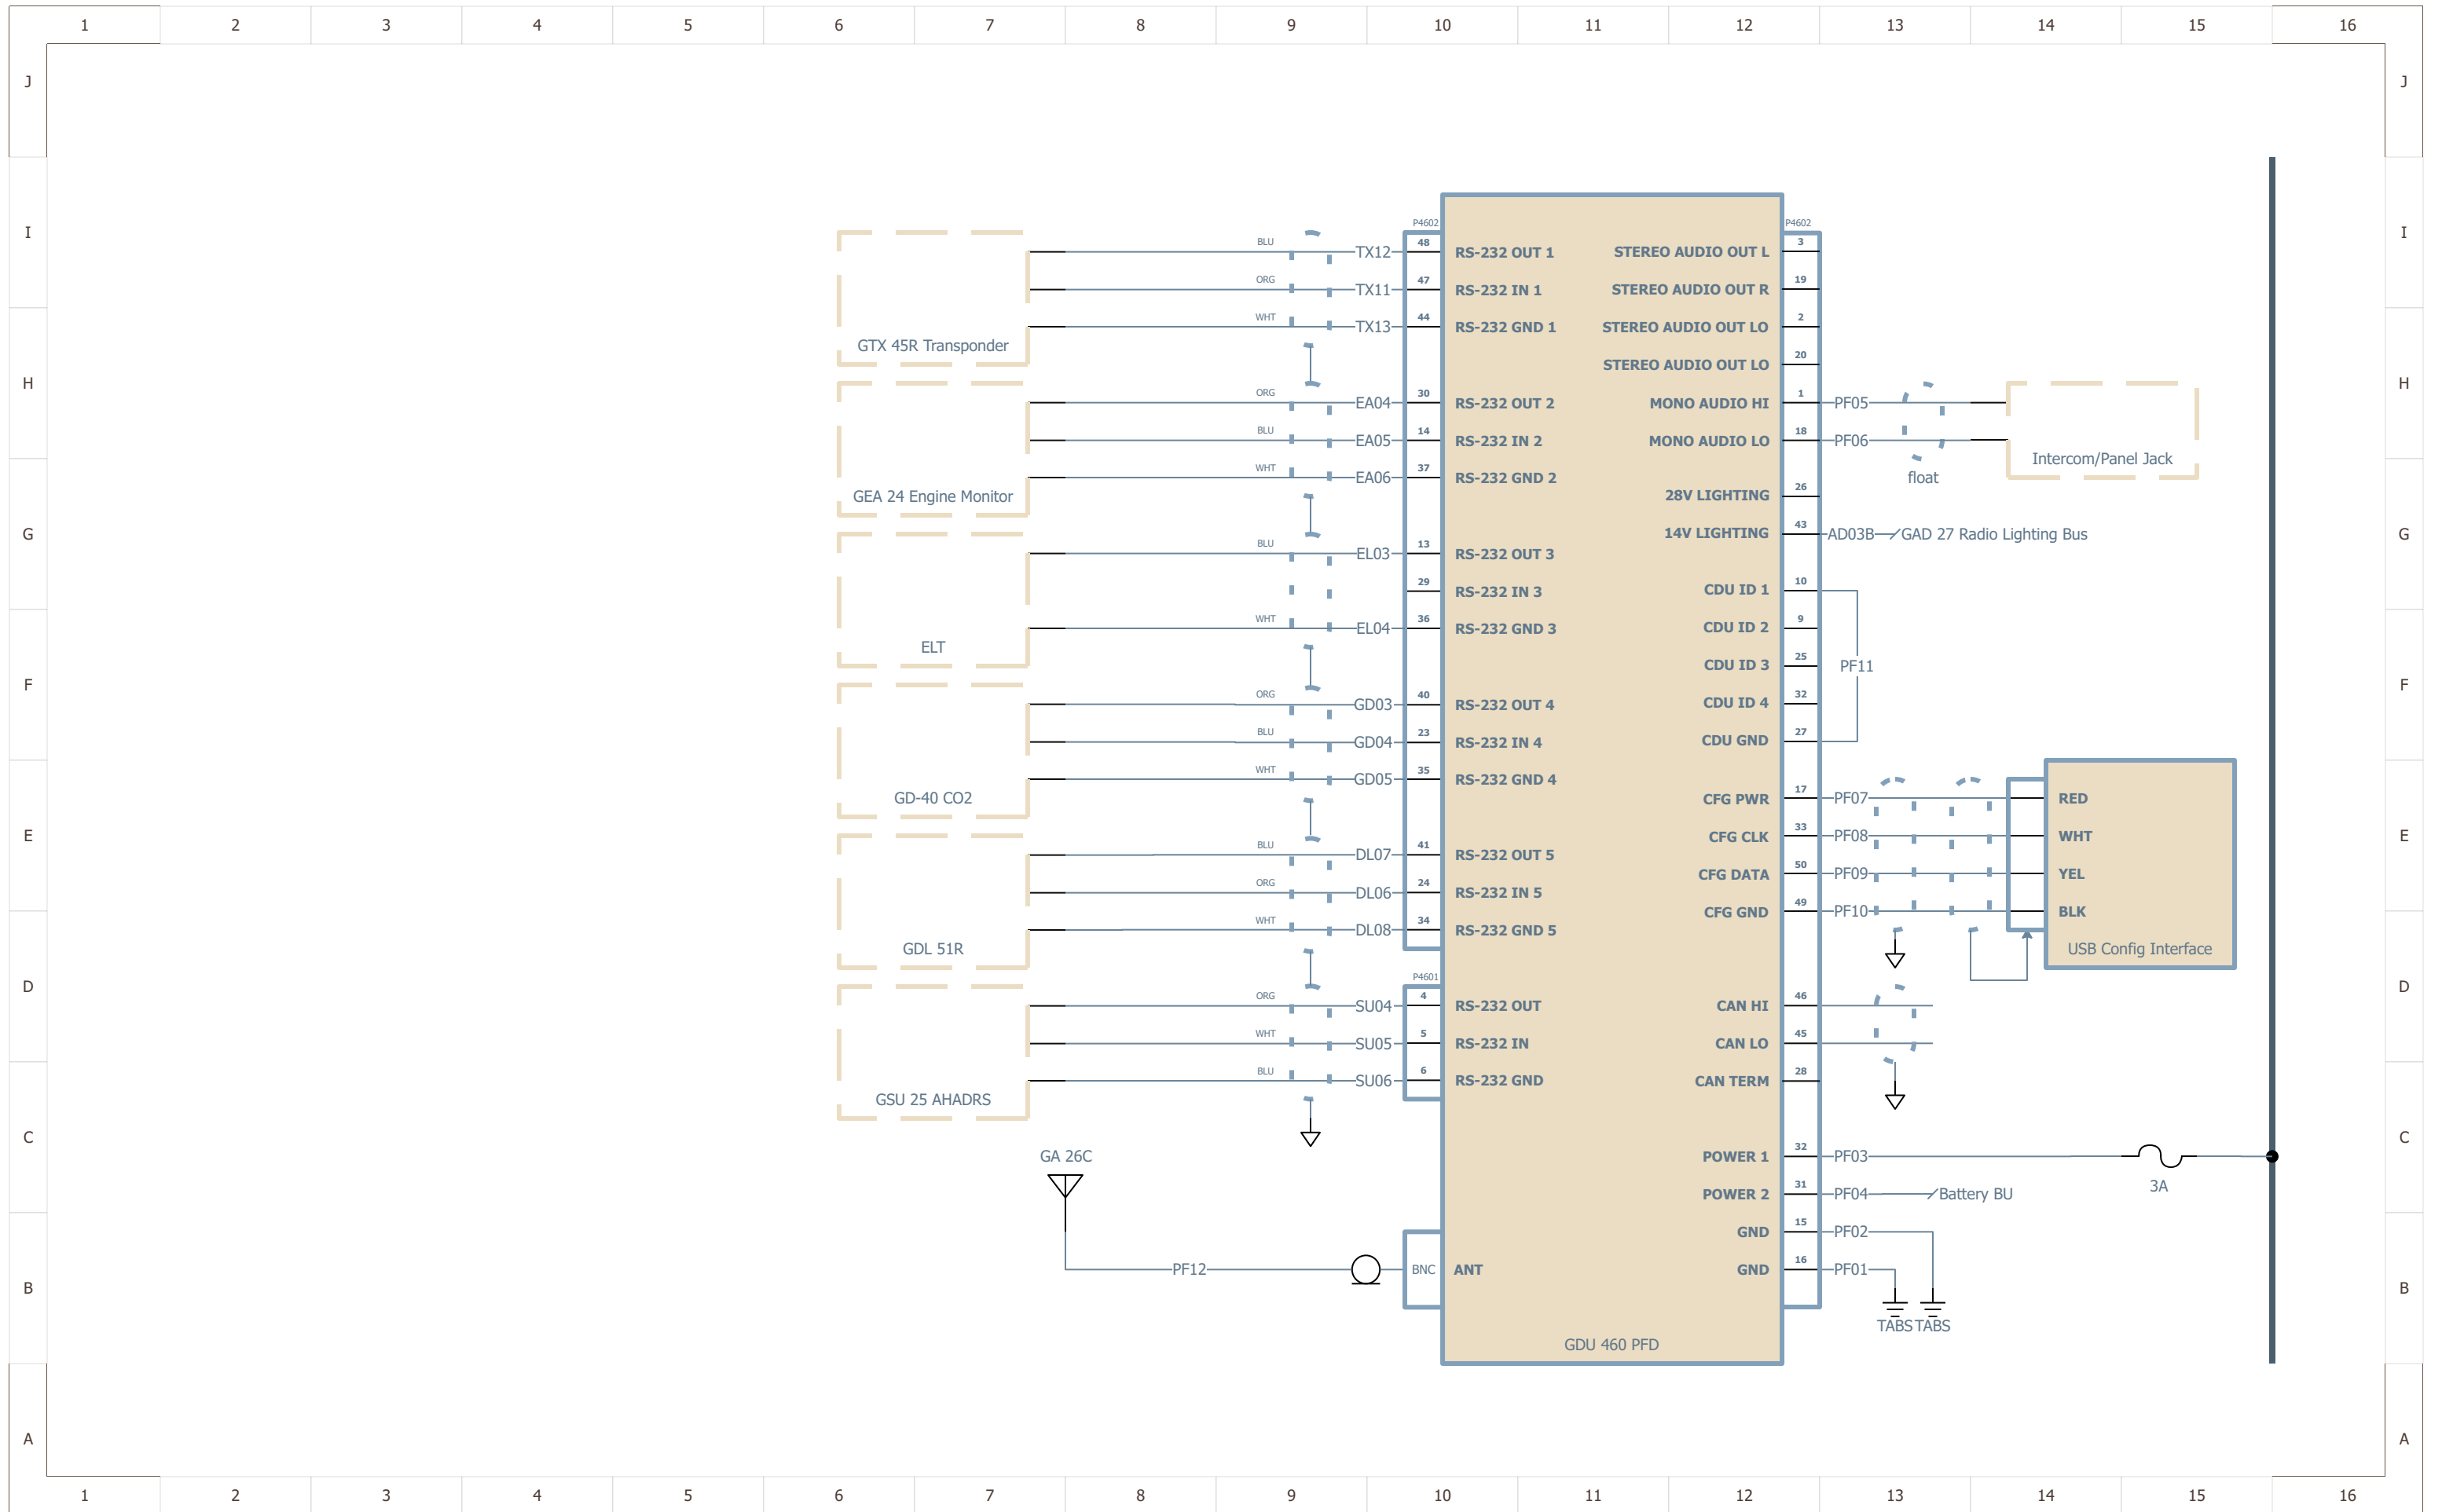 1 2 3 4 5 6 7 8 9 10 11 12 13 14 15 16
J J
I I
H H
G G
F F
E E
D D
C C
B B
A A
P4602 P4602
BLU TX12 48 RS-232 OUT 1
ORG TX11 47 RS-232 IN 1
WHT TX13 44 RS-232 GND 1
GTX 45R Transponder
ORG EA04 30 RS-232 OUT 2
BLU EA05 14 RS-232 IN 2
WHT EA06 37 RS-232 GND 2
GEA 24 Engine Monitor
BLU EL03 13 RS-232 OUT 3
29 RS-232 IN 3
WHT EL04 36 RS-232 GND 3
ELT
ORG GD03 40 RS-232 OUT 4
BLU GD04 23 RS-232 IN 4
WHT GD05 35 RS-232 GND 4
GD-40 CO2
BLU DL07 41 RS-232 OUT 5
ORG DL06 24 RS-232 IN 5
WHT DL08 34 RS-232 GND 5
GDL 51R
P4601
ORG SU04 4 RS-232 OUT
WHT SU05 5 RS-232 IN
BLU SU06 6 RS-232 GND
GSU 25 AHADRS
GA 26C
PF12 BNC ANT
STEREO AUDIO OUT L 3
STEREO AUDIO OUT R 19
STEREO AUDIO OUT LO 2
STEREO AUDIO OUT LO 20
MONO AUDIO HI 1 PF05
MONO AUDIO LO 18 PF06
Intercom/Panel Jack
float
28V LIGHTING 26
14V LIGHTING 43 AD03B GAD 27 Radio Lighting Bus
CDU ID 1 10
CDU ID 2 9
CDU ID 3 25 PF11
CDU ID 4 32
CDU GND 27
CFG PWR 17 PF07 RED
CFG CLK 33 PF08 WHT
CFG DATA 50 PF09 YEL
CFG GND 49 PF10 BLK
USB Config Interface
CAN HI 46
CAN LO 45
CAN TERM 28
POWER 1 32 PF03
3A
POWER 2 31 PF04 Battery BU
GND 15 PF02
GND 16 PF01
TABS TABS
GDU 460 PFD
1 2 3 4 5 6 7 8 9 10 11 12 13 14 15 16